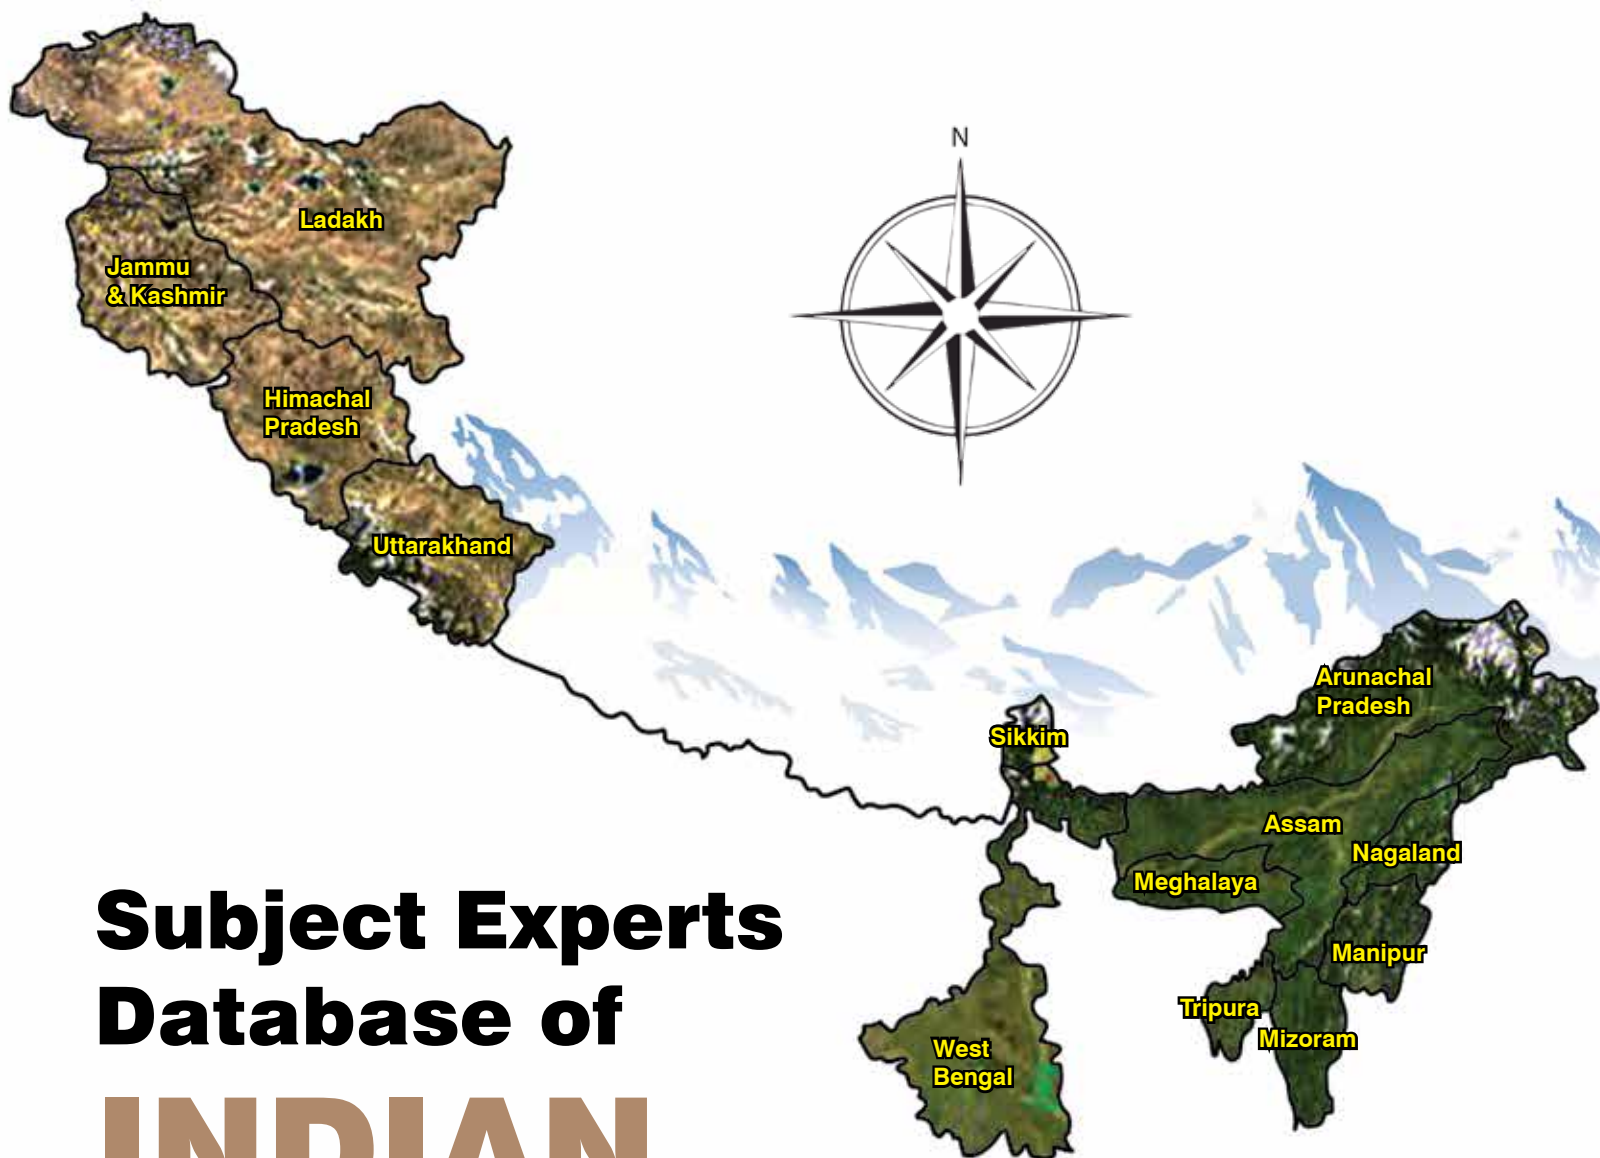 N
Ladakh
Jammu
& Kashmir
Himachal
Pradesh
Uttarakhand
Arunachal
Pradesh
Sikkim
Assam
Nagaland
Meghalaya
Manipur
Tripura
Mizoram
West
Bengal
Subject Experts
Database of
INDIAN